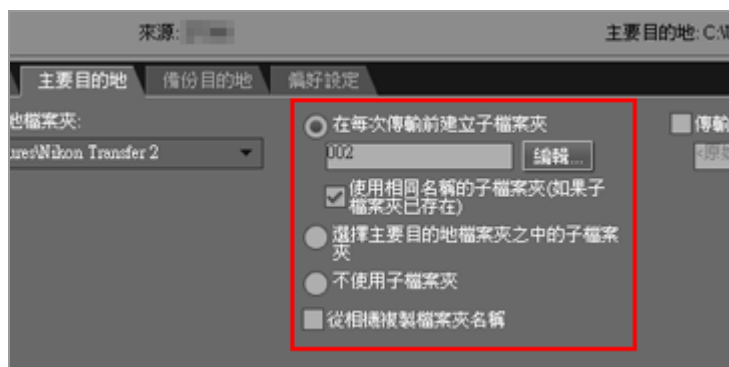 來源:
主要目的地: C:\
主要目的地
備份目的地
偏好設定
也檔案夾:
ures\Nikon Transfer 2
在每次傳輸前建立子檔案夾
002
編輯...
使用相同名稱的子檔案夾(如果子
檔案夾已存在)
選擇主要目的地檔案夾之中的子檔案
夾
不使用子檔案夾
從相機複製檔案夾名稱
傳輸
<原始